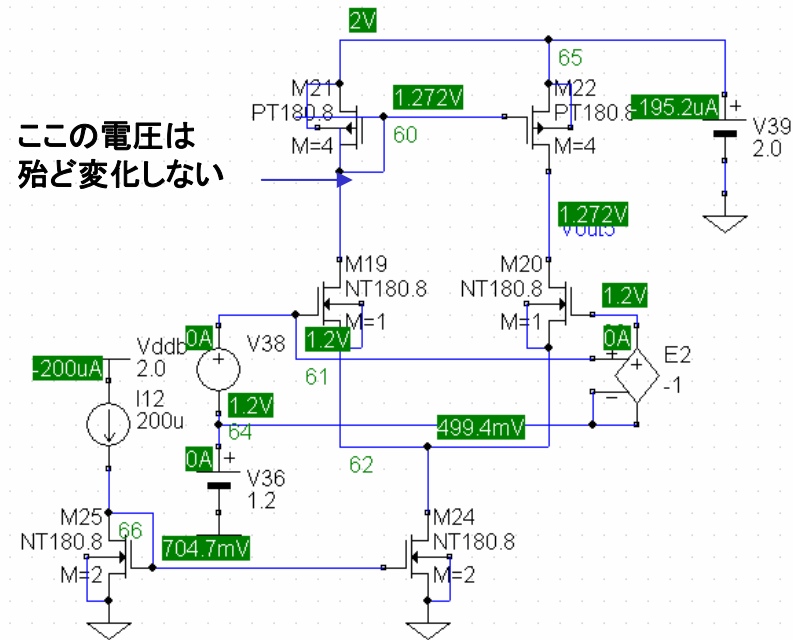 2V
65
M21
PT180.8
M=4
1.272V
60
M22
PT180.8
M=4
-195.2uA
+
V39
2.0
ここの電圧は
殆ど変化しない
1.272V
Vout5
M19
NT180.8
M=1
M20
NT180.8
M=1
1.2V
0A
V38
+
1.2V
61
0A
+
+
−
E2
-1
Vddb
2.0
-200uA
I12
200u
1.2V
64
499.4mV
0A
+
V36
1.2
62
M25
NT180.8
M=2
66
704.7mV
M24
NT180.8
M=2